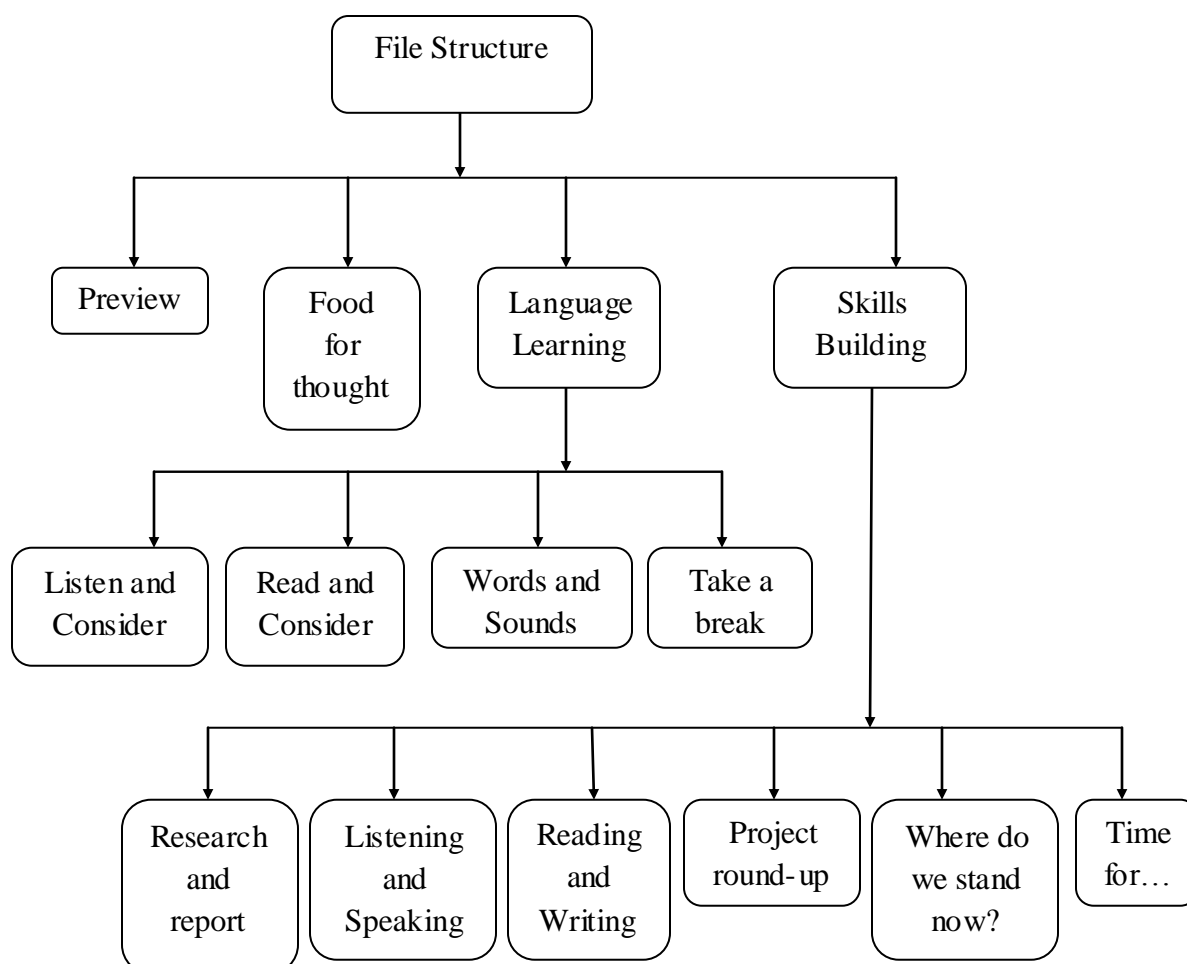 File Structure
Preview
Food
for
thought
Language
Learning
Skills
Building
Listen and
Consider
Read and
Consider
Words and
Sounds
Take a
break
Research
and
report
Listening
and
Speaking
Reading
and
Writing
Project
round-up
Where do
we stand
now?
Time
for…